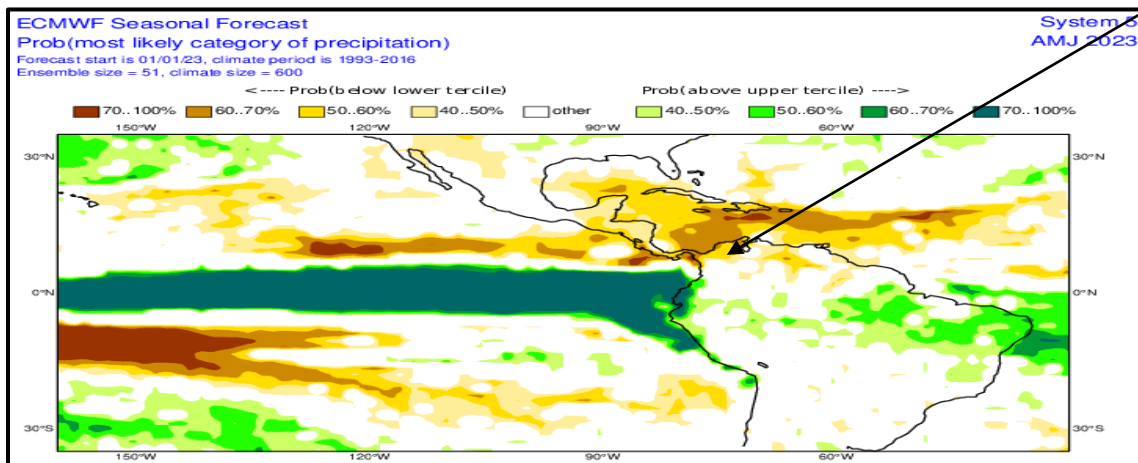 ECMWF Seasonal Forecast System 5
Prob(most likely category of precipitation) AMJ 2023
Forecast start is 01/01/23, climate period is 1993-2016
Ensemble size = 51, climate size = 600
<---- Prob(below lower tercile) Prob(above upper tercile) ---->
70..100% 60..70% 50..60% 40..50% other 40..50% 50..60% 60..70% 70..100%
150°W 120°W 90°W 60°W
30°N 30°N
0°N 0°N
30°S 30°S
150°W 120°W 90°W 60°W